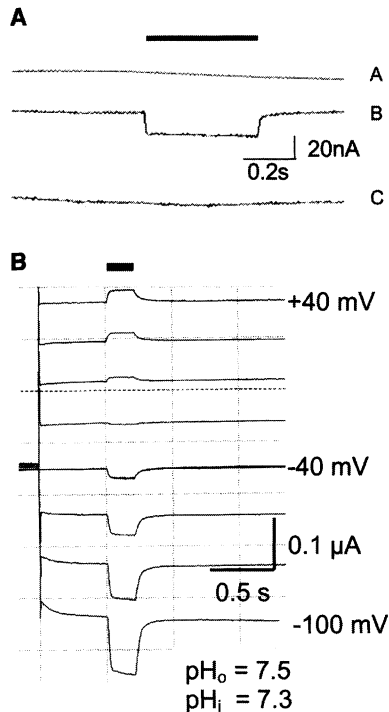 A
A
B
20nA
0.2s
C
B
+40 mV
-40 mV
0.1 µA
0.5 s
-100 mV
pHo = 7.5
pHi = 7.3